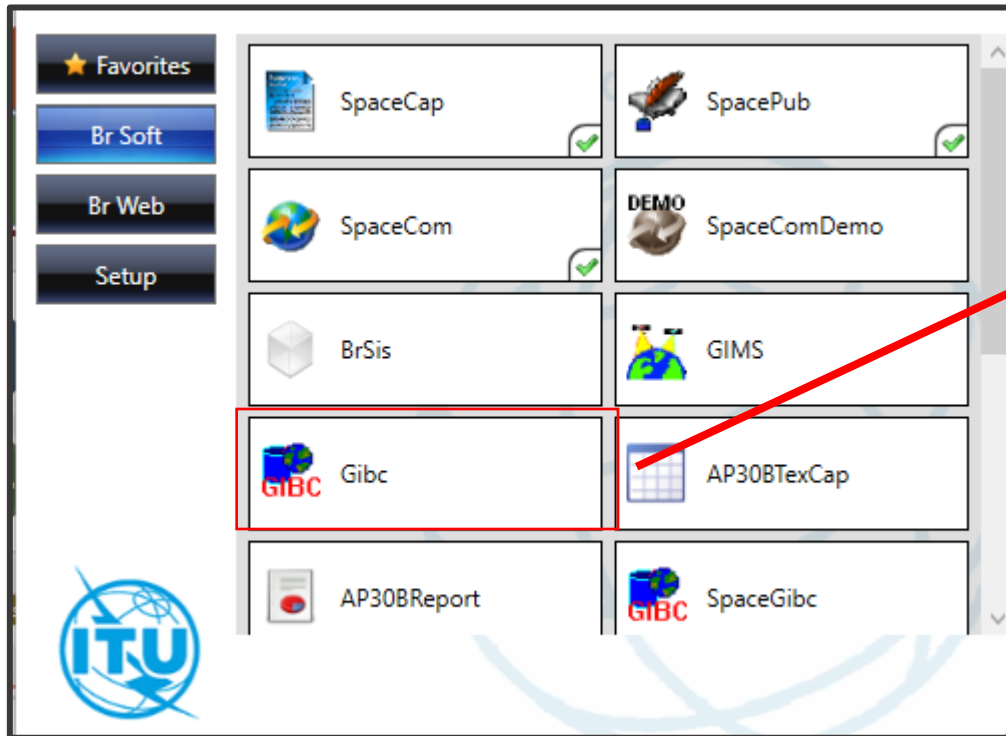 Favorites
Br Soft
Br Web
Setup
SpaceCap
SpacePub
SpaceCom
DEMO
SpaceComDemo
BrSis
GIMS
GIBC
Gibc
AP30BTexCap
AP30BReport
GIBC
SpaceGibc
ITU